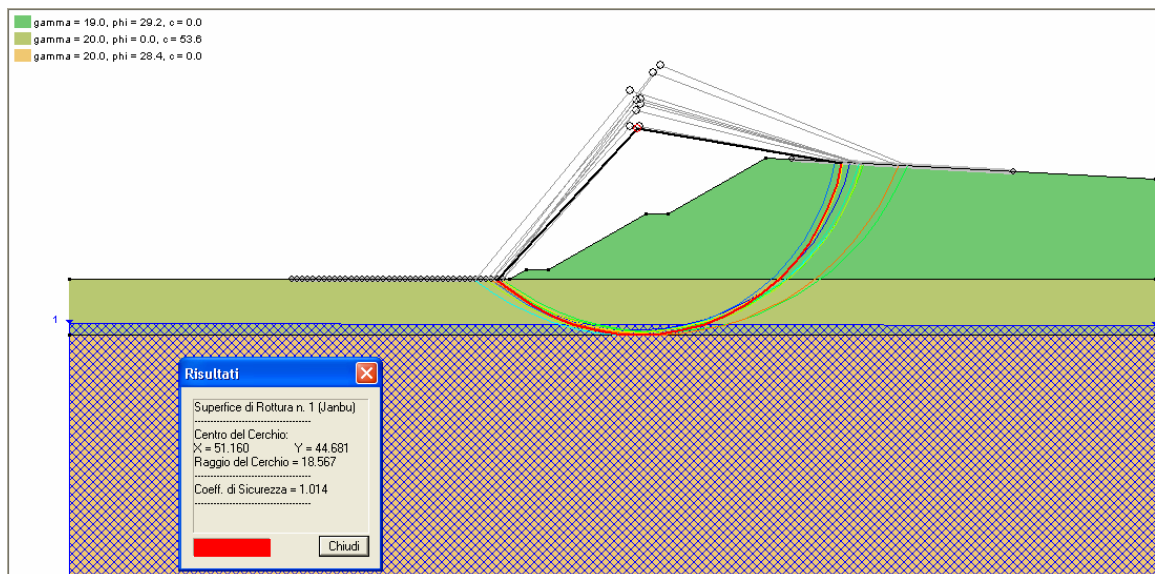 gamma = 19.0, phi = 29.2, c = 0.0
gamma = 20.0, phi = 0.0, c = 53.6
gamma = 20.0, phi = 28.4, c = 0.0
1
Risultati
Superfice di Rottura n. 1 (Janbu)
-----------------------------------
Centro del Cerchio:
X = 51.160 Y = 44.681
Raggio del Cerchio = 18.567
-----------------------------------
Coeff. di Sicurezza = 1.014
-----------------------------------
Chiudi